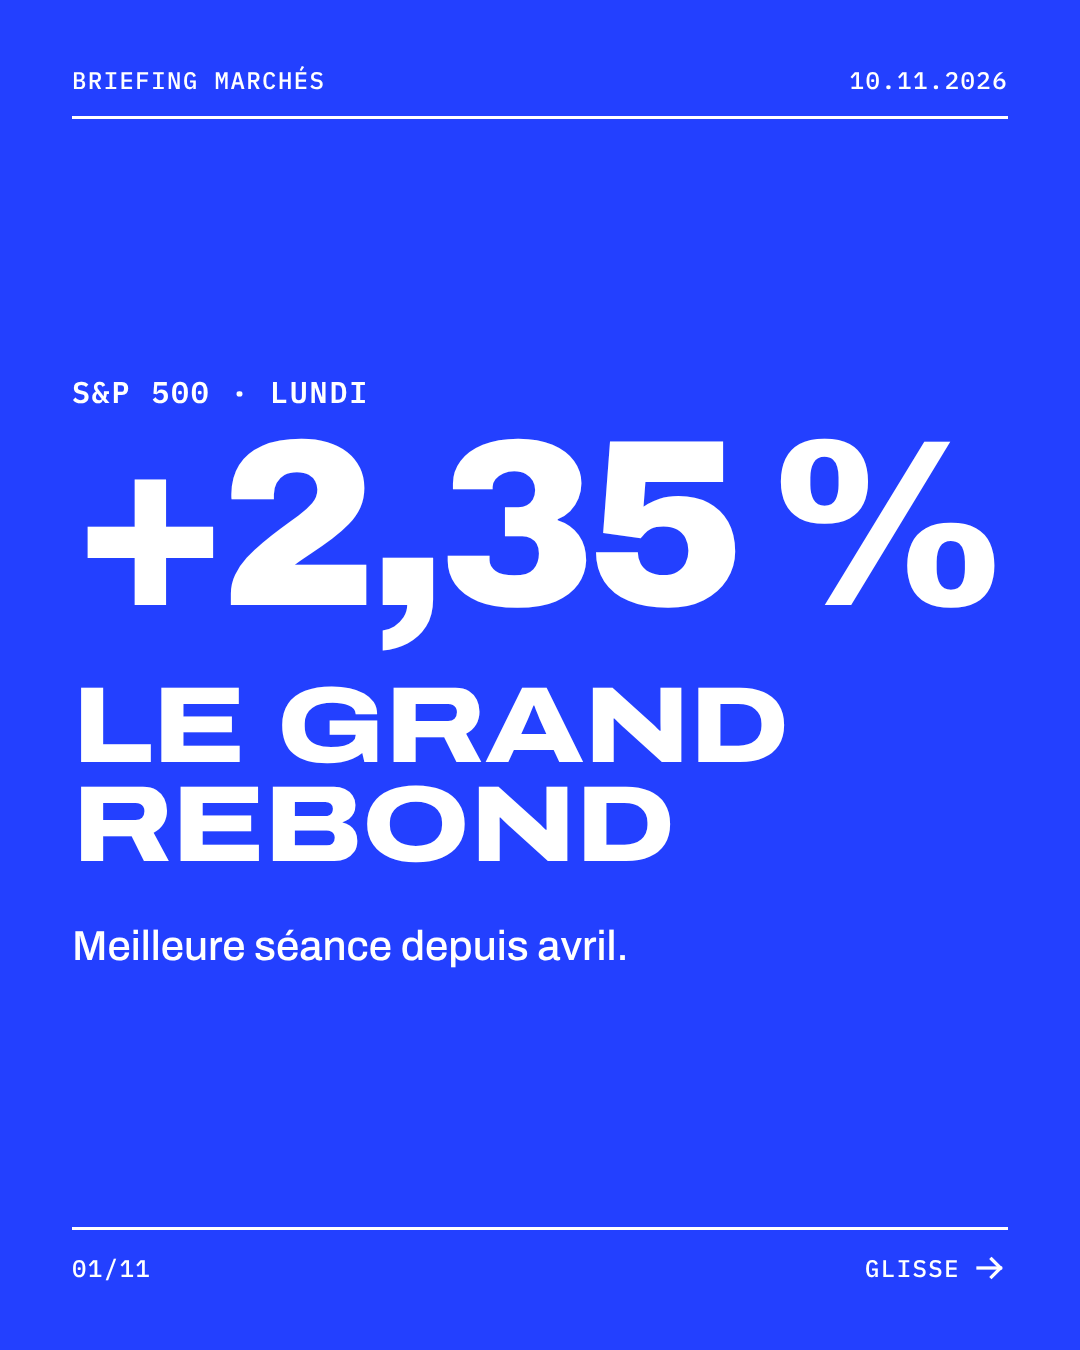 BRIEFING MARCHÉS
10.11.2026
S&P 500 · LUNDI
+2,35 %
LE GRAND
REBOND
Meilleure séance depuis avril.
01/11
GLISSE →